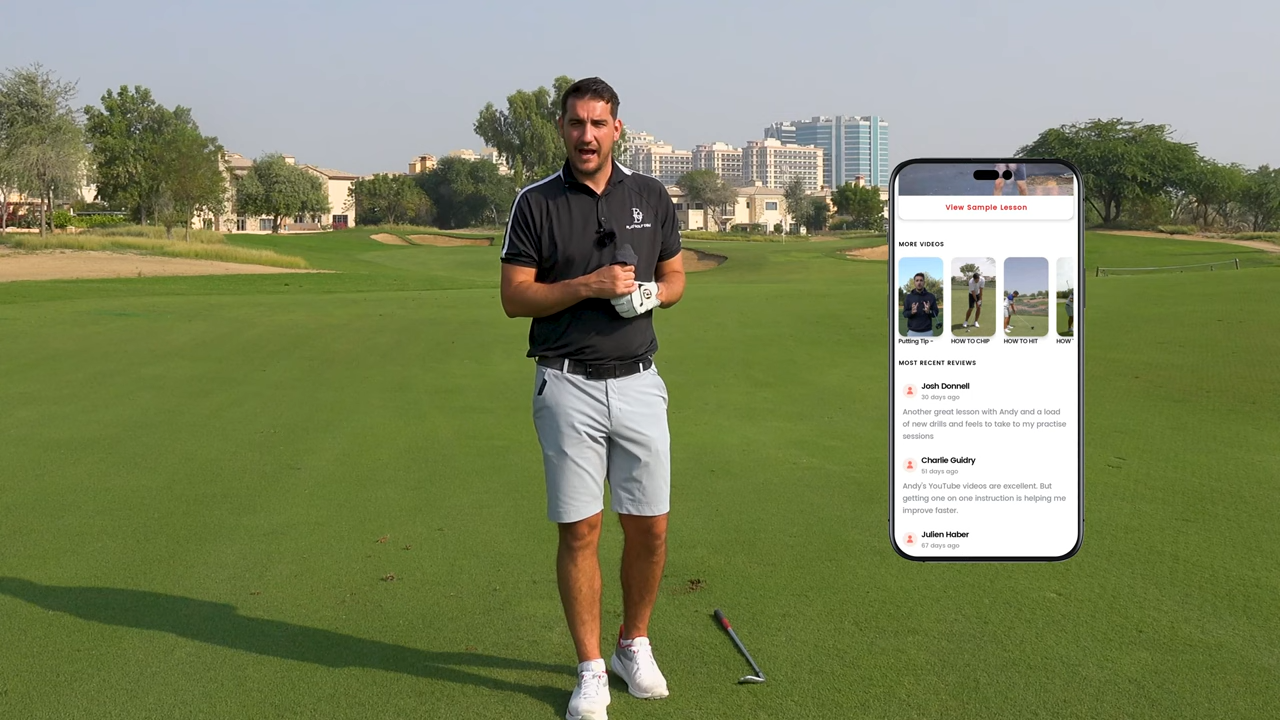 View Sample Lesson
MORE VIDEOS
Putting Tip -
HOW TO CHIP
HOW TO HIT
HOW
MOST RECENT REVIEWS
Josh Donnell
30 days ago
Another great lesson with Andy and a load
of new drills and feels to take to my practise
sessions
Charlie Guidry
51 days ago
Andy's YouTube videos are excellent. But
getting one on one instruction is helping me
improve faster.
Julien Haber
67 days ago